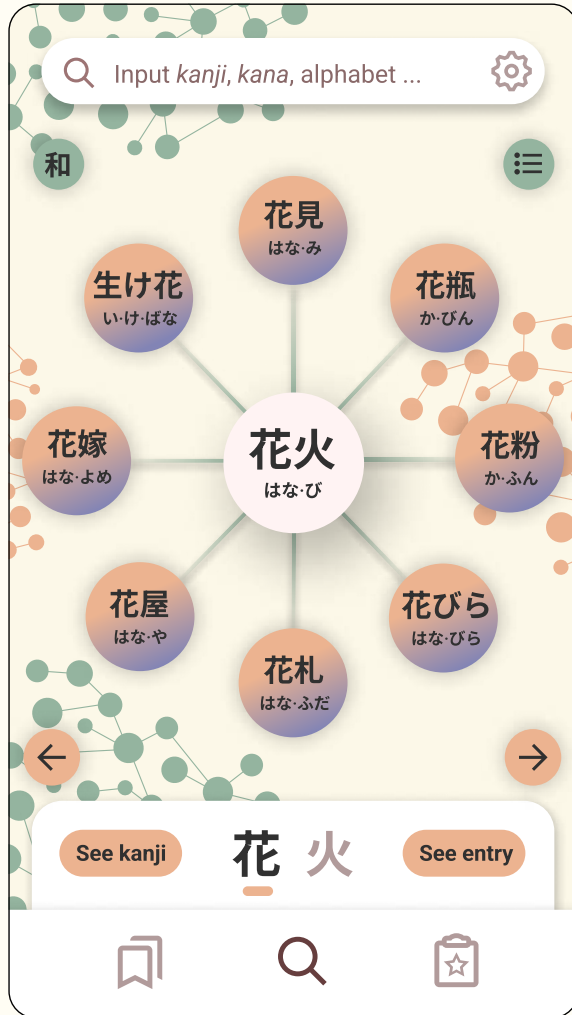 Input kanji, kana, alphabet ...
和
花見
はな·み
生け花
い·け·ばな
花瓶
か·びん
花嫁
はな·よめ
花火
はな·び
花粉
か·ふん
花屋
はな·や
花びら
はな·びら
花札
はな·ふだ
See kanji
花 火
See entry